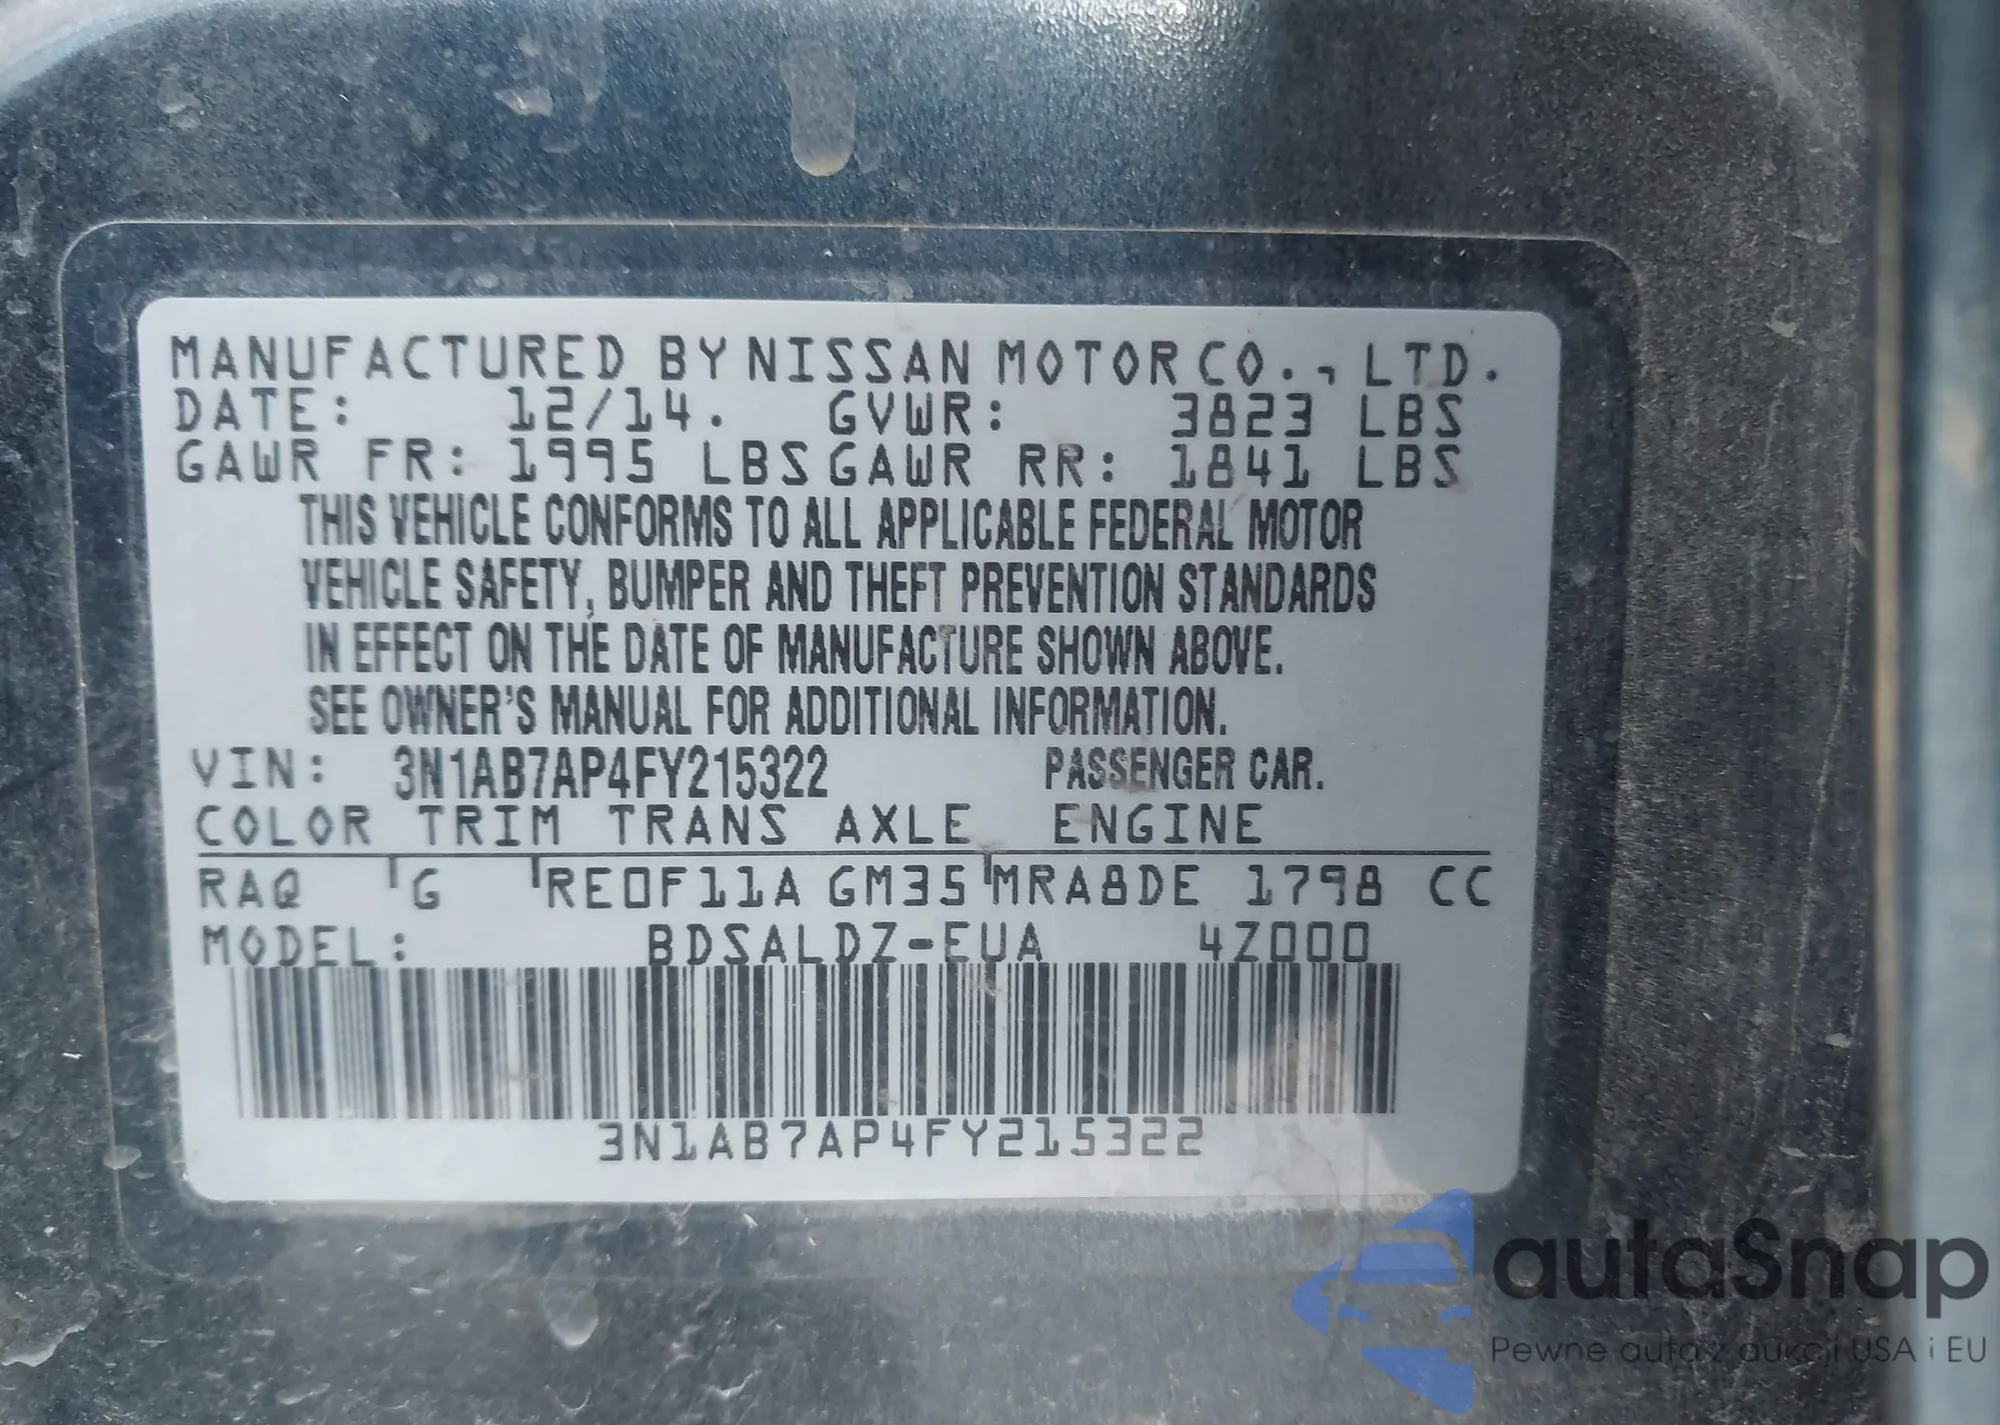 MANUFACTURED BY NISSAN MOTOR CO., LTD.
DATE: 12/14. GVWR: 3823 LBS
GAWR FR: 1995 LBS GAWR RR: 1841 LBS
THIS VEHICLE CONFORMS TO ALL APPLICABLE FEDERAL MOTOR
VEHICLE SAFETY, BUMPER AND THEFT PREVENTION STANDARDS
IN EFFECT ON THE DATE OF MANUFACTURE SHOWN ABOVE.
SEE OWNER'S MANUAL FOR ADDITIONAL INFORMATION.
VIN: 3N1AB7AP4FY215322 PASSENGER CAR.
COLOR TRIM TRANS AXLE ENGINE
RAQ G RE0F11A GM35 MRA8DE 1798 CC
MODEL: BDSALDZ-EUA 4Z000
3N1AB7AP4FY215322
autaSnap
Pewne auta z aukcji USA i EU